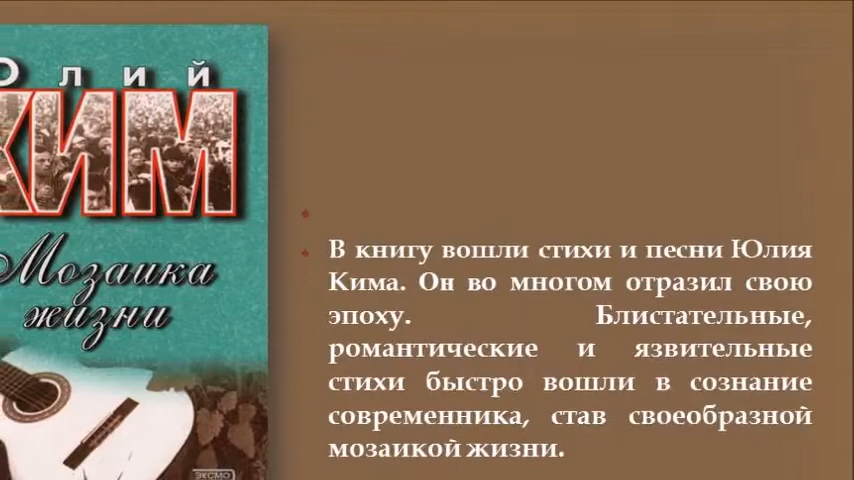 Юлий
КИМ
Мозаика
жизни
ЭКСМО
В книгу вошли стихи и песни Юлия
Кима. Он во многом отразил свою
эпоху. Блистательные,
романтические и язвительные
стихи быстро вошли в сознание
современника, став своеобразной
мозаикой жизни.